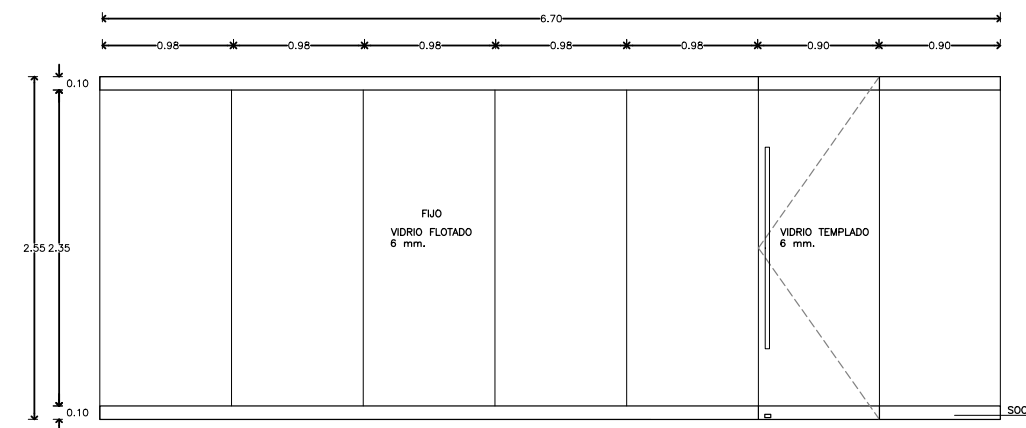 6.70
0.98 0.98 0.98 0.98 0.98 0.90 0.90
0.10
FIJO
VIDRIO FLOTADO
6 mm.
VIDRIO TEMPLADO
6 mm.
2.55 2.35
0.10